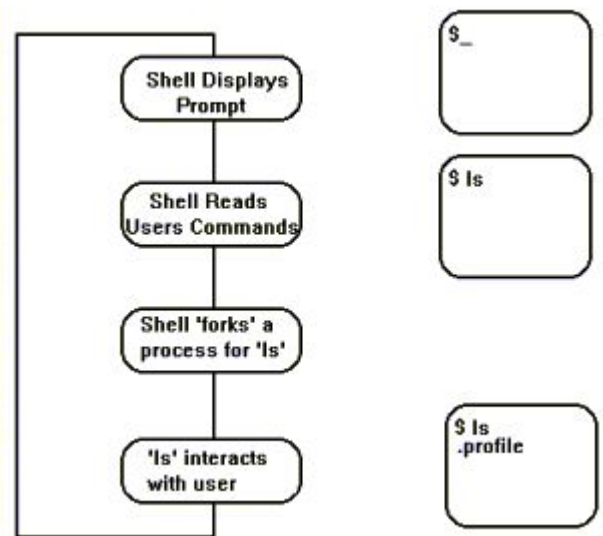 Shell Displays
Prompt
$_
Shell Reads
Users Commands
$ ls
Shell 'forks' a
process for 'ls'
'ls' interacts
with user
$ ls
.profile